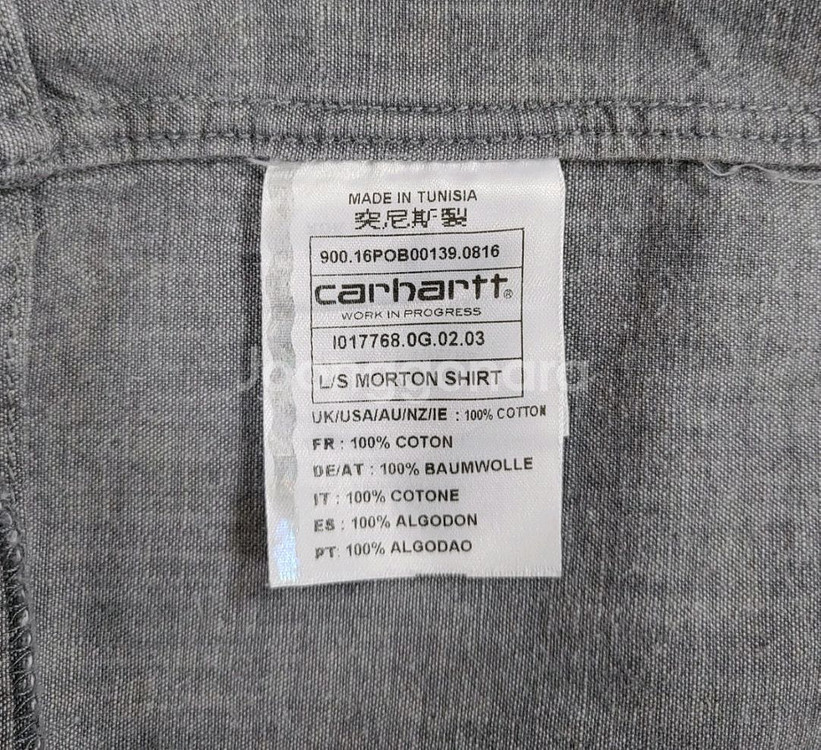 MADE IN TUNISIA
突尼斯製
900.16POB00139.0816
carhartt®
WORK IN PROGRESS
I017768.0G.02.03
L/S MORTON SHIRT
UK/USA/AU/NZ/IE : 100% COTTON
FR : 100% COTON
DE/AT : 100% BAUMWOLLE
IT : 100% COTONE
ES : 100% ALGODON
PT: 100% ALGODAO